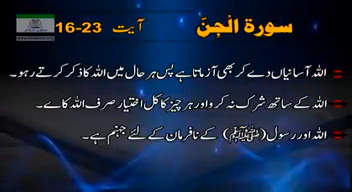 سورة الْجِنّ آیت 16-23
اللہ آسانیاں دے کر بھی آزماتا ہے پس ہر حال میں اللہ کا ذکر کرتے رہو۔
اللہ کے ساتھ شرک نہ کرو اور ہر چیز کا کل اختیار صرف اللہ کا ہے۔
اللہ اور رسول (ﷺ) کے نافرمان کے لئے جہنم ہے۔